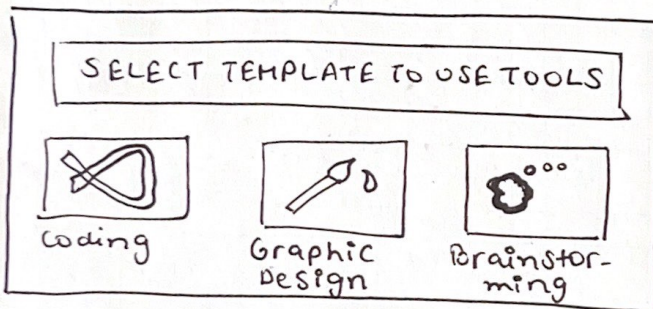 SELECT TEMPLATE TO USE TOOLS
Coding
Graphic
Design
Brainstor-
ming